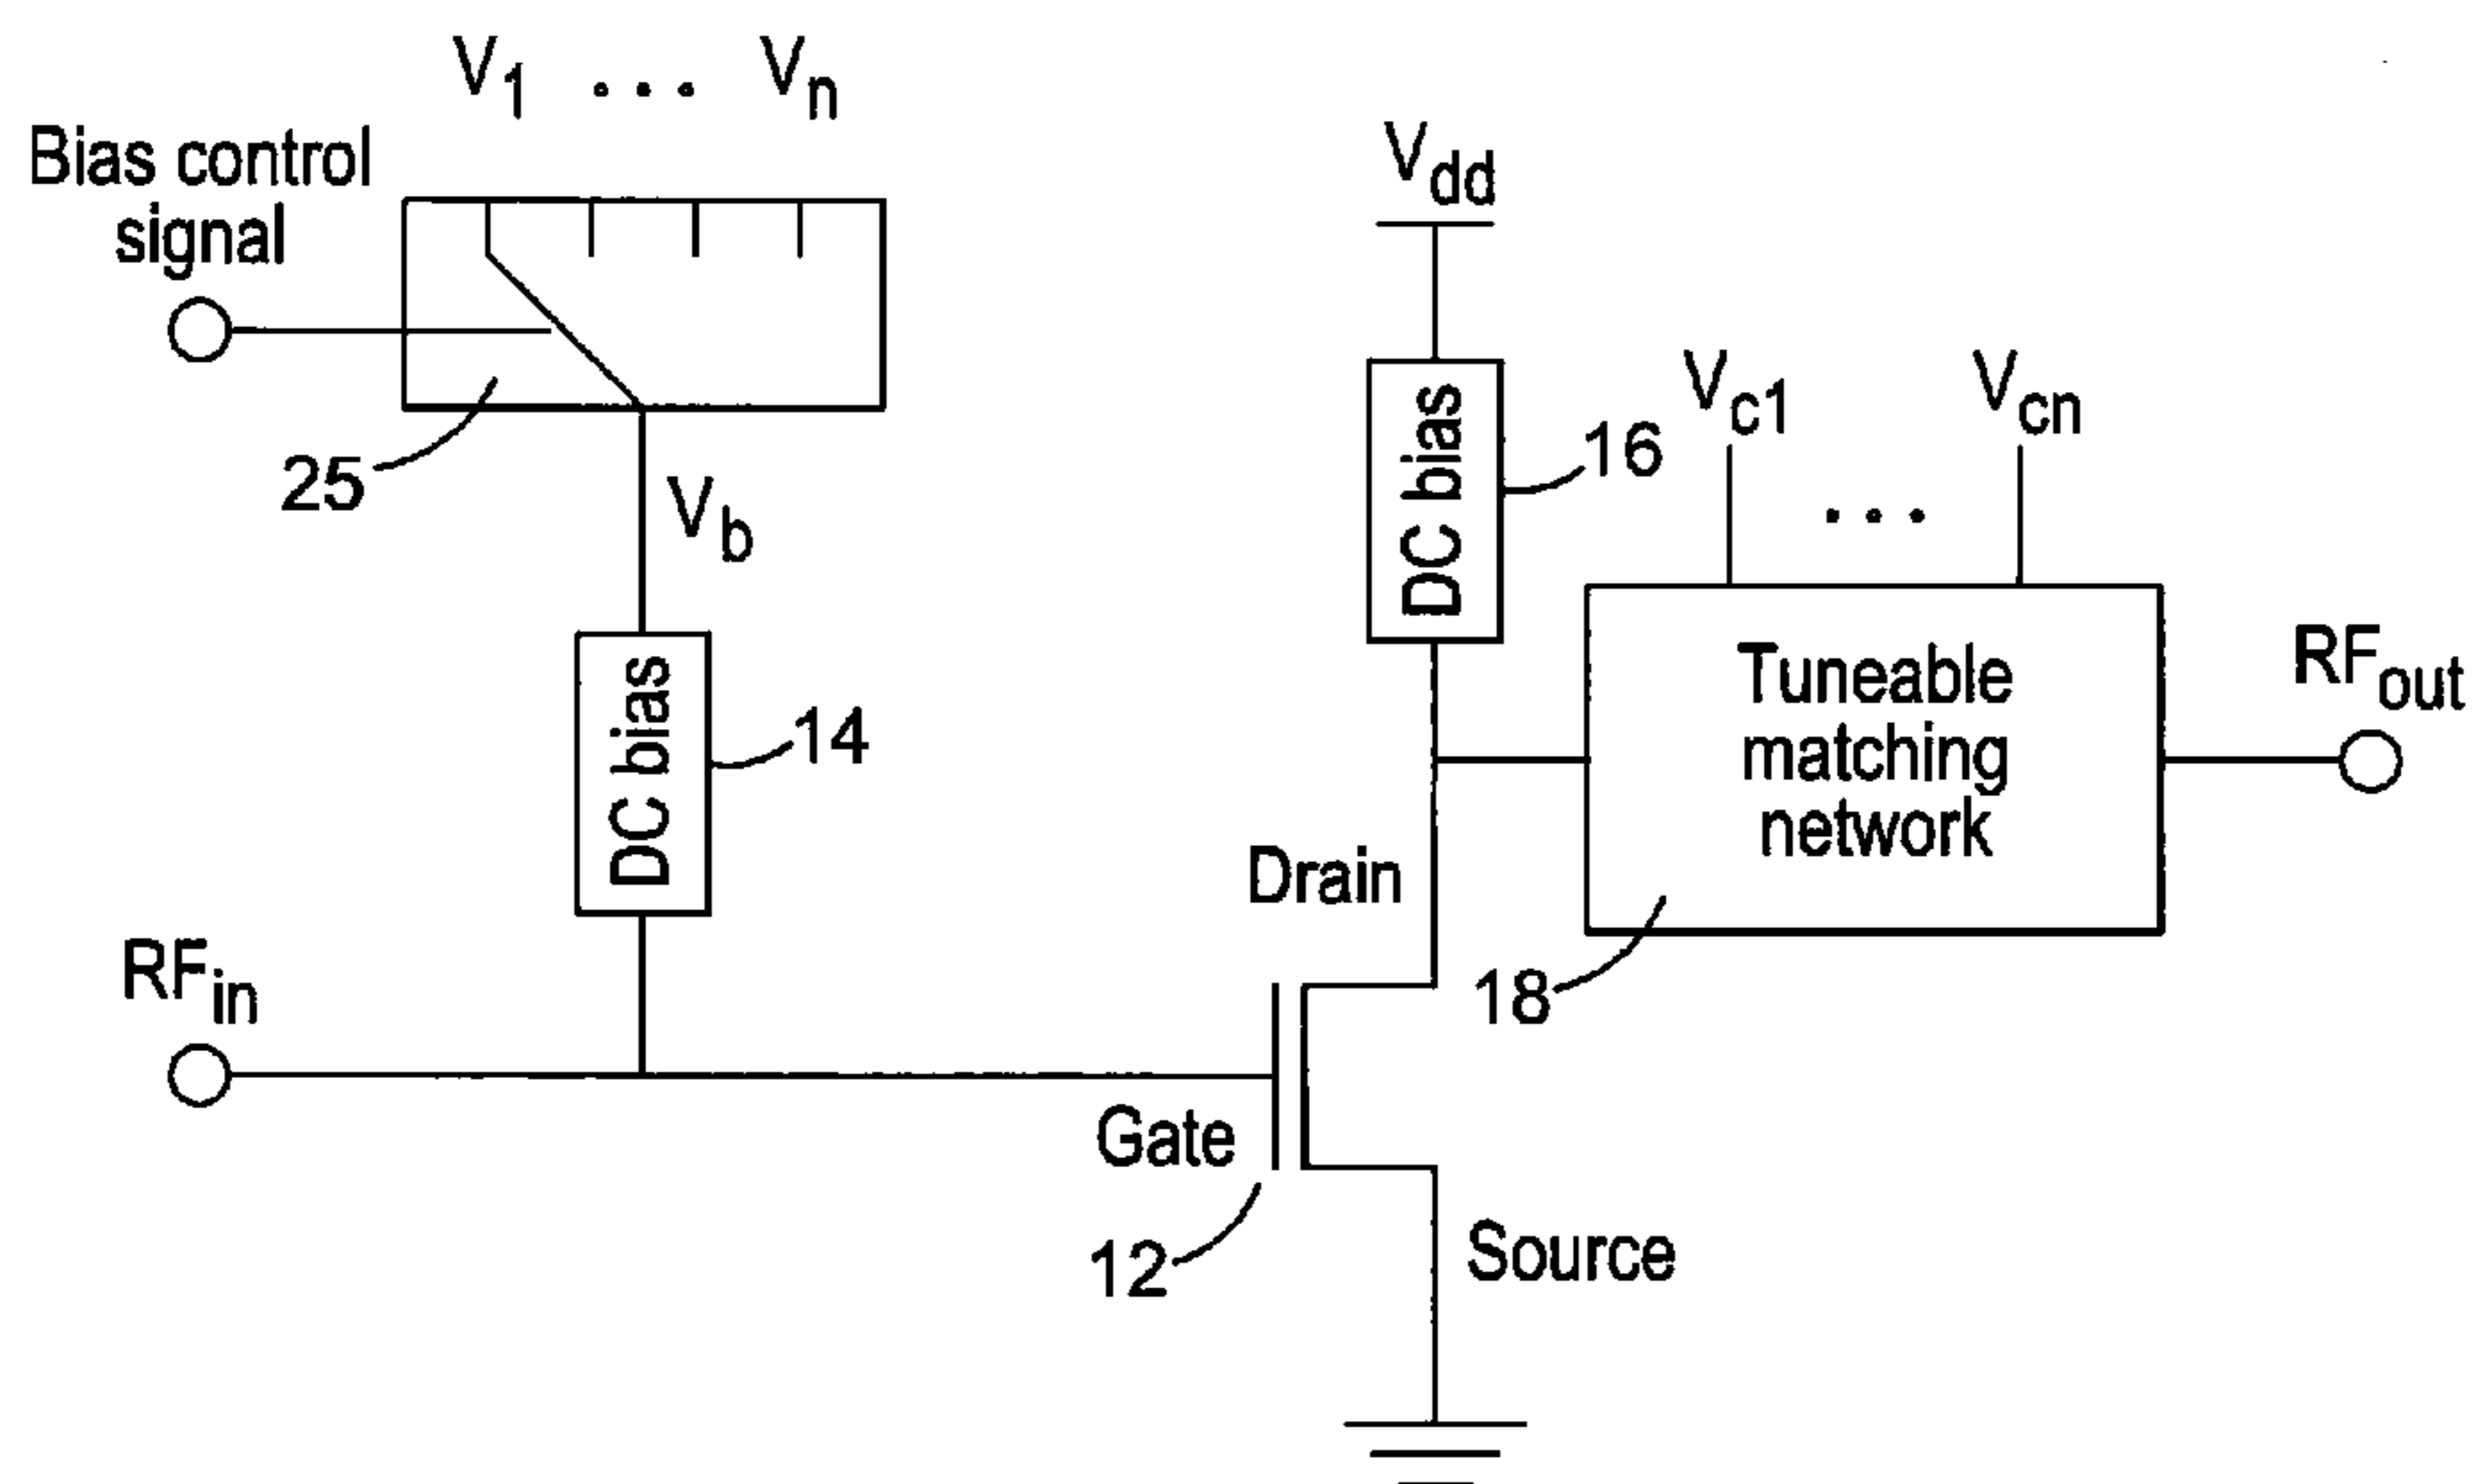 V1 ... Vn
Bias control
signal
25
Vb
DC bias
14
RFin
Gate
12
Vdd
DC bias
16
Vc1 ... Vcn
Tuneable
matching
network
18
RFout
Drain
Source